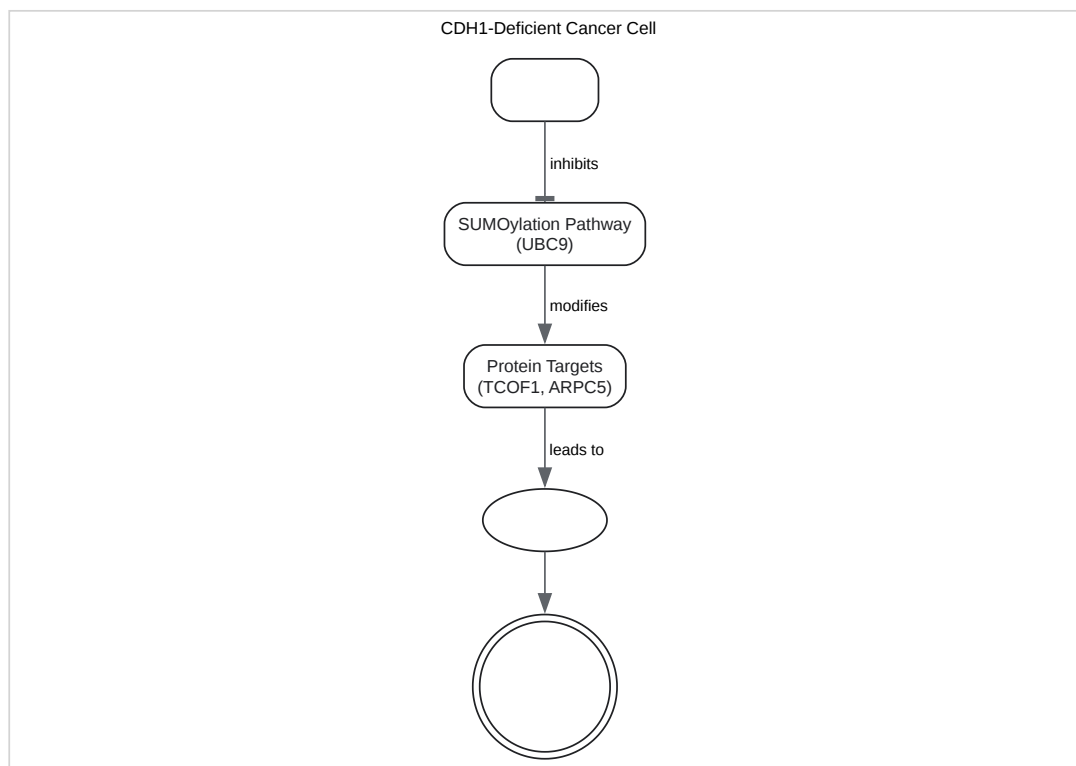 CDH1-Deficient Cancer Cell
inhibits
SUMOylation Pathway
(UBC9)
modifies
Protein Targets
(TCOF1, ARPC5)
leads to